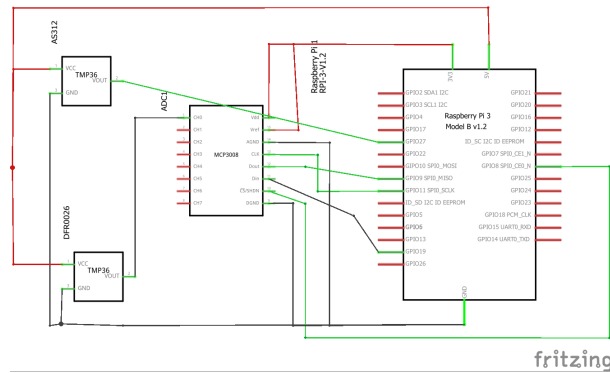 AS312
TMP36
VCC
GND
VOUT
DFR0026
TMP36
VCC
GND
VOUT
ADC1
MCP3008
CH0
CH1
CH2
CH3
CH4
CH5
CH6
CH7
Vdd
Vref
AGND
CLK
Dout
Din
CS/SHDN
DGND
Raspberry Pi 1
RPI-3-V1.2
3V3
5V
Raspberry Pi 3
Model B v1.2
GPIO2 SDA1 I2C
GPIO3 SCL1 I2C
GPIO4
GPIO17
GPIO27
GPIO22
GPIO10 SPI0_MOSI
GPIO9 SPI0_MISO
GPIO11 SPI0_SCLK
ID_SD I2C ID EEPROM
GPIO5
GPIO6
GPIO13
GPIO19
GPIO26
GPIO21
GPIO20
GPIO16
GPIO12
ID_SC I2C ID EEPROM
GPIO7 SPI0_CE1_N
GPIO8 SPI0_CE0_N
GPIO25
GPIO24
GPIO23
GPIO18 PCM_CLK
GPIO15 UART0_RXD
GPIO14 UART0_TXD
GND
fritzing